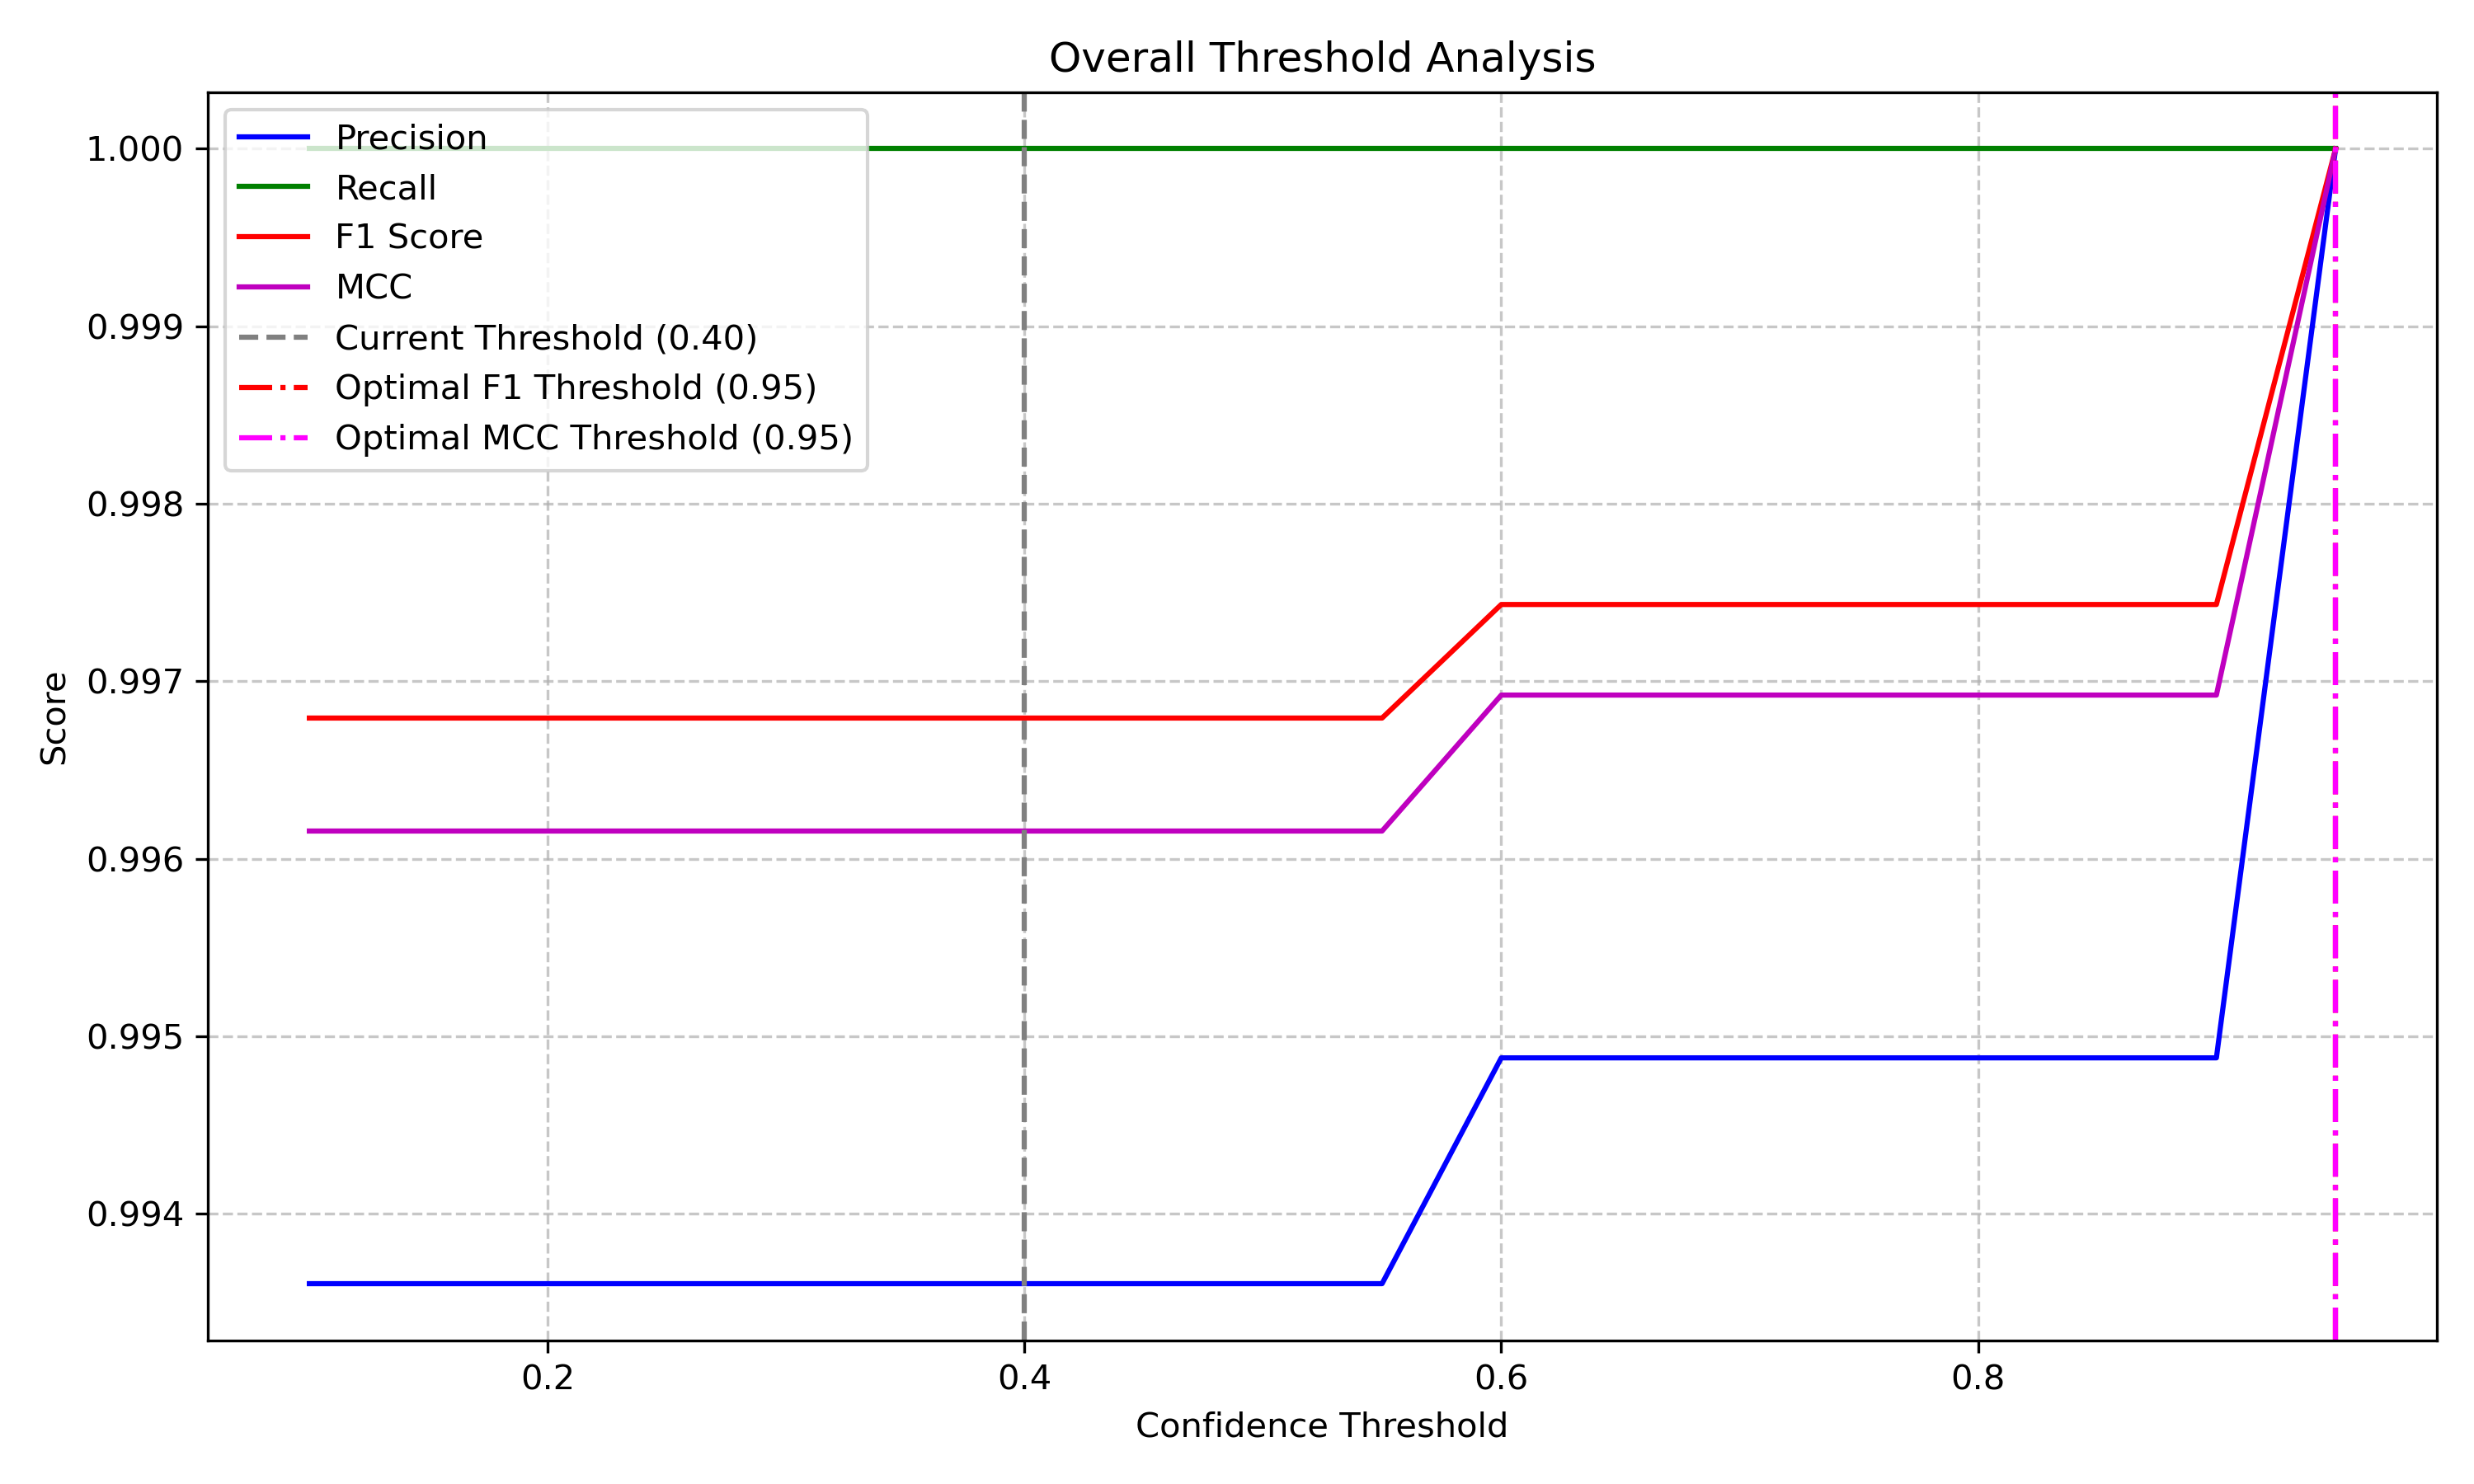 Overall Threshold Analysis
Precision
Recall
F1 Score
MCC
Current Threshold (0.40)
Optimal F1 Threshold (0.95)
Optimal MCC Threshold (0.95)
1.000
0.999
0.998
0.997
0.996
0.995
0.994
Score
0.2 0.4 0.6 0.8
Confidence Threshold